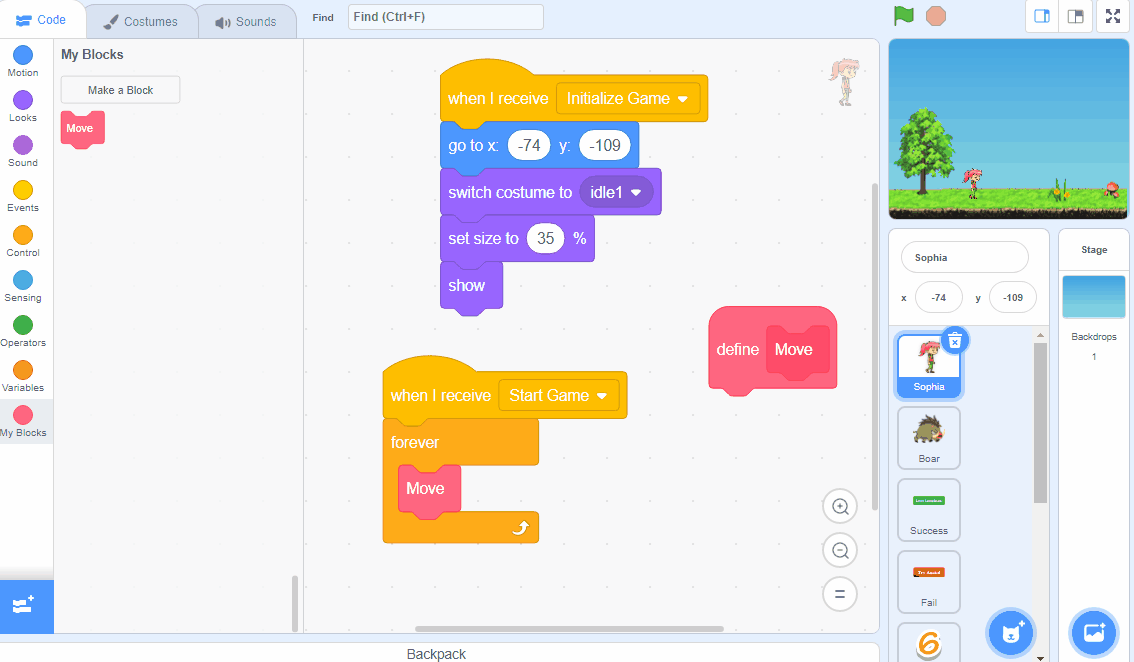 Code
Costumes
Sounds
Find
Find (Ctrl+F)
Motion
Looks
Sound
Events
Control
Sensing
Operators
Variables
My Blocks
My Blocks
Make a Block
Move
when I receive Initialize Game
go to x: -74 y: -109
switch costume to idle1
set size to 35 %
show
define Move
when I receive Start Game
forever
Move
Backpack
Sophia
x -74 y -109
Sophia
Boar
Success
Fail
Stage
Backdrops
1